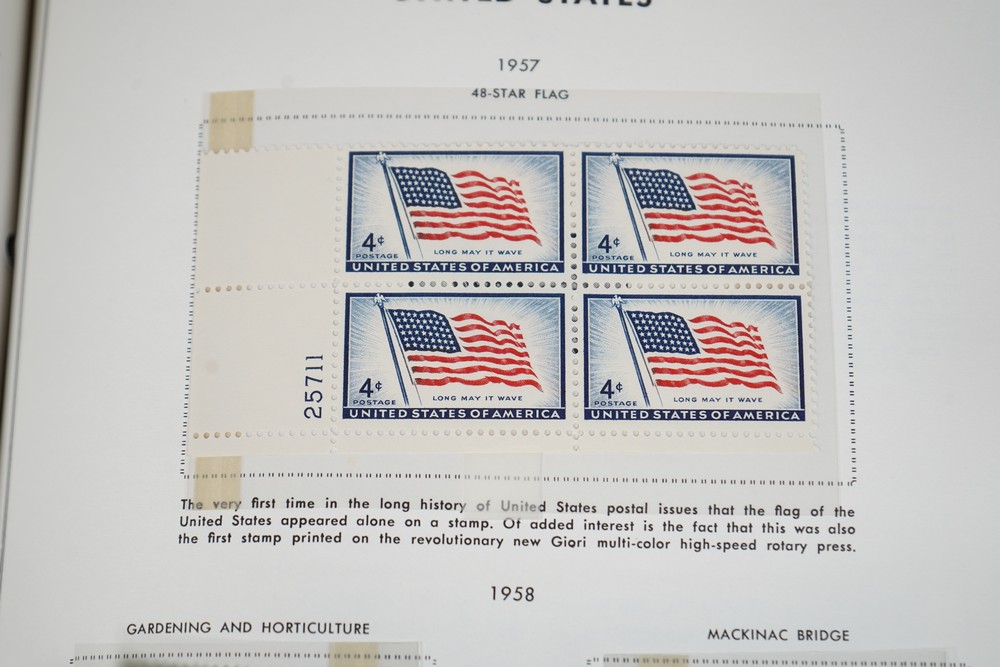 UNITED STATES
1957
48-STAR FLAG
4¢
POSTAGE
LONG MAY IT WAVE
UNITED STATES OF AMERICA
4¢
POSTAGE
LONG MAY IT WAVE
UNITED STATES OF AMERICA
25711
4¢
POSTAGE
LONG MAY IT WAVE
UNITED STATES OF AMERICA
4¢
POSTAGE
LONG MAY IT WAVE
UNITED STATES OF AMERICA
The very first time in the long history of United States postal issues that the flag of the
United States appeared alone on a stamp. Of added interest is the fact that this was also
the first stamp printed on the revolutionary new Giori multi-color high-speed rotary press.
1958
GARDENING AND HORTICULTURE
MACKINAC BRIDGE